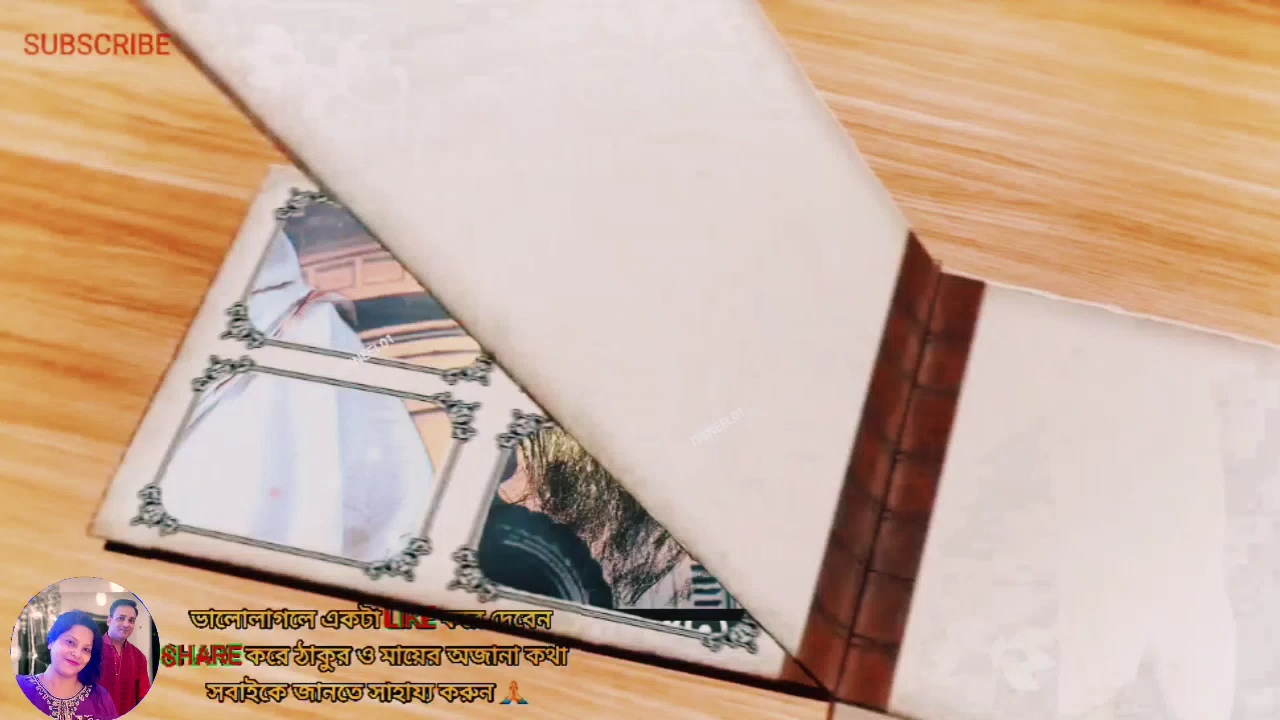 SUBSCRIBE
ভালোলাগলে একটা LIKE করে দেবেন
SHARE করে ঠাকুর ও মায়ের অজানা কথা
সবাইকে জানতে সাহায্য করুন 🙏